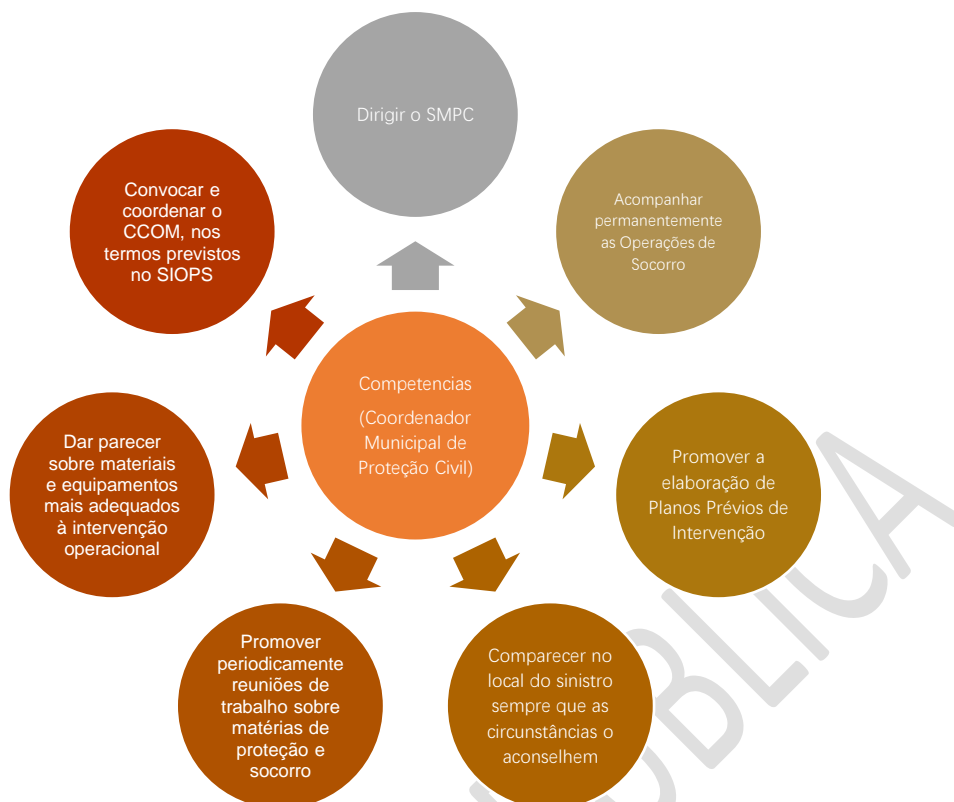 Dirigir o SMPC
Acompanhar
permanentemente
as Operações de
Socorro
Promover a
elaboração de
Planos Prévios de
Intervenção
Comparecer no
local do sinistro
sempre que as
circunstâncias o
aconselhem
Promover
periodicamente
reuniões de
trabalho sobre
matérias de
proteção e
socorro
Dar parecer
sobre materiais
e equipamentos
mais adequados
à intervenção
operacional
Convocar e
coordenar o
CCOM, nos
termos previstos
no SIOPS
Competencias
(Coordenador
Municipal de
Proteção Civil)